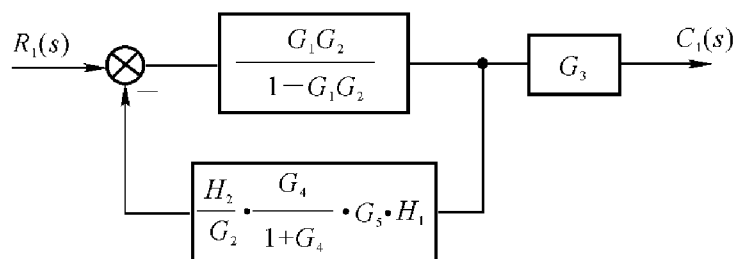 R₁(s)
−
G₁G₂
1−G₁G₂
G₃
C₁(s)
H₂/G₂ · G₄/1+G₄ · G₅ · H₁